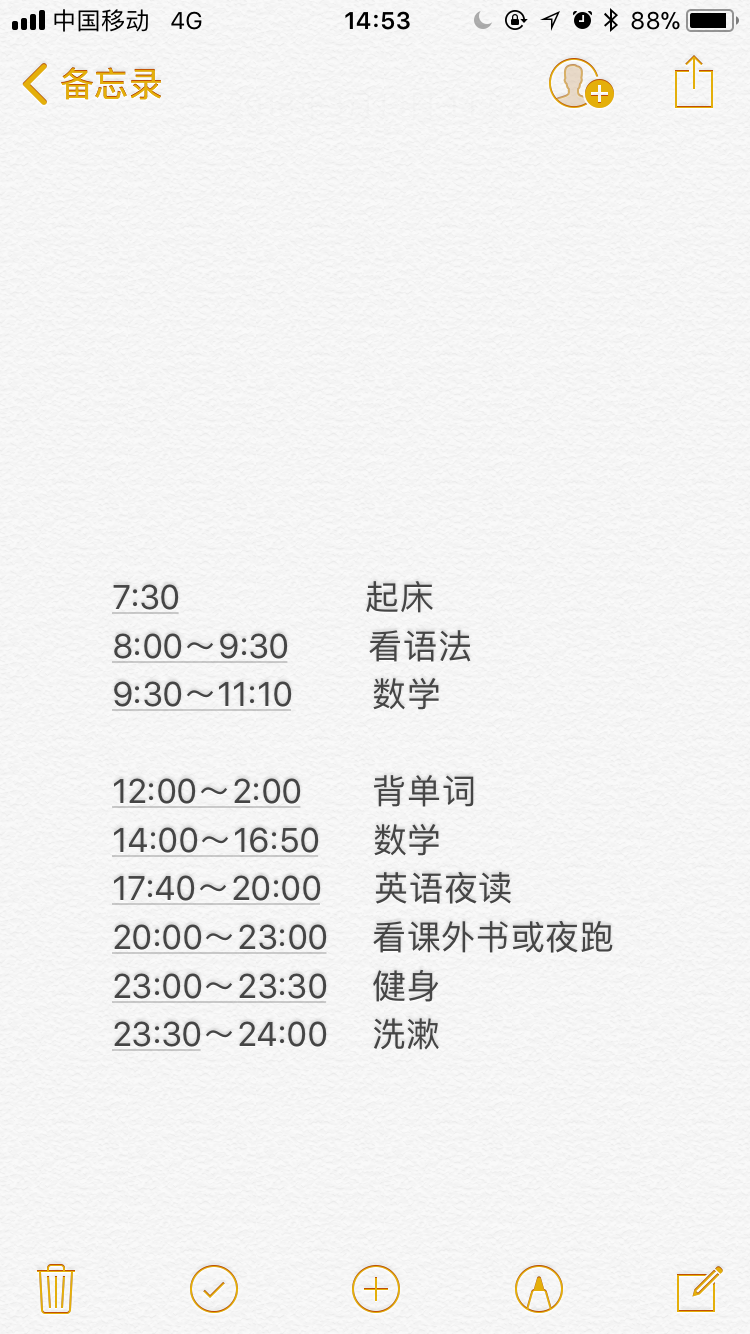 中国移动 4G 14:53 88%
备忘录
7:30 起床
8:00～9:30 看语法
9:30～11:10 数学
12:00～2:00 背单词
14:00～16:50 数学
17:40～20:00 英语夜读
20:00～23:00 看课外书或夜跑
23:00～23:30 健身
23:30～24:00 洗漱